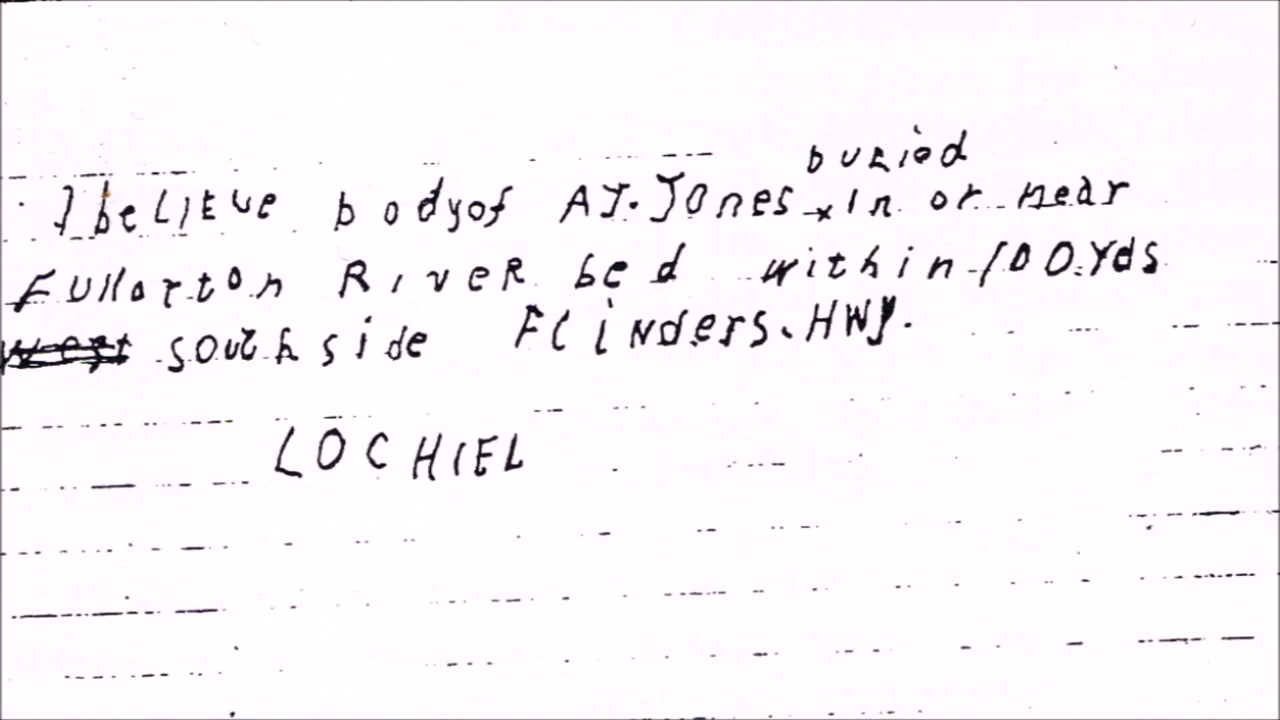 buried
I believe body of A J. Jones x in or near
Fullarton River bed within 100. Yds
west south side Flinders. HWy.
LOCHIEL